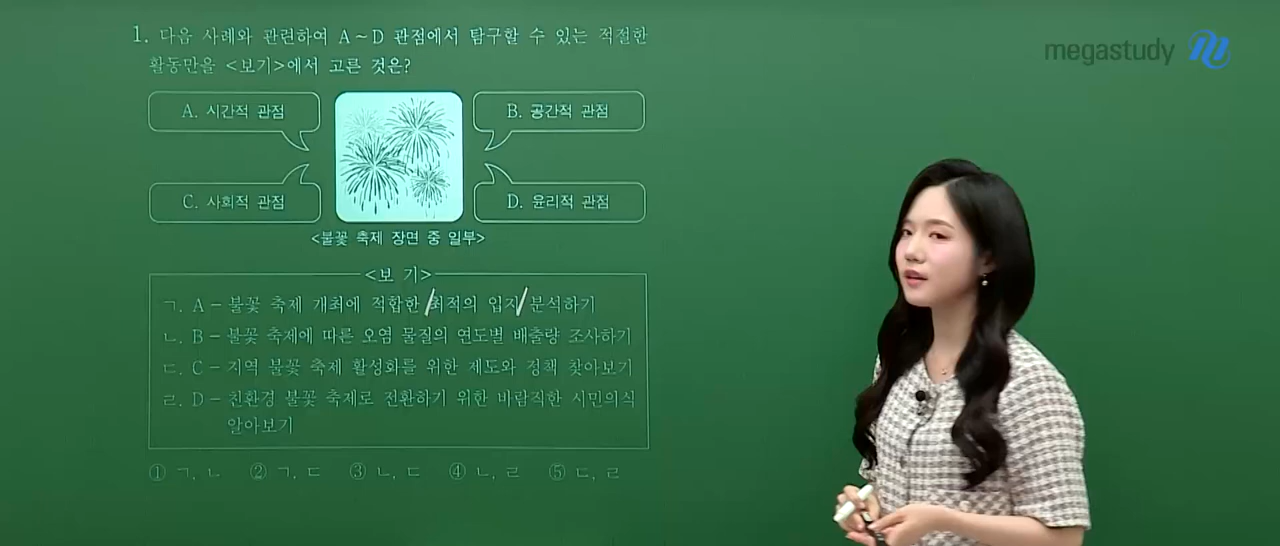 megastudy
1. 다음 사례와 관련하여 A~D 관점에서 탐구할 수 있는 적절한
활동만을 <보기>에서 고른 것은?
A. 시간적 관점
B. 공간적 관점
C. 사회적 관점
D. 윤리적 관점
<불꽃 축제 장면 중 일부>
<보 기>
ㄱ. A - 불꽃 축제 개최에 적합한 최적의 입지 분석하기
ㄴ. B - 불꽃 축제에 따른 오염 물질의 연도별 배출량 조사하기
ㄷ. C - 지역 불꽃 축제 활성화를 위한 제도와 정책 찾아보기
ㄹ. D - 친환경 불꽃 축제로 전환하기 위한 바람직한 시민의식
알아보기
① ㄱ, ㄴ ② ㄱ, ㄷ ③ ㄴ, ㄷ ④ ㄴ, ㄹ ⑤ ㄷ, ㄹ